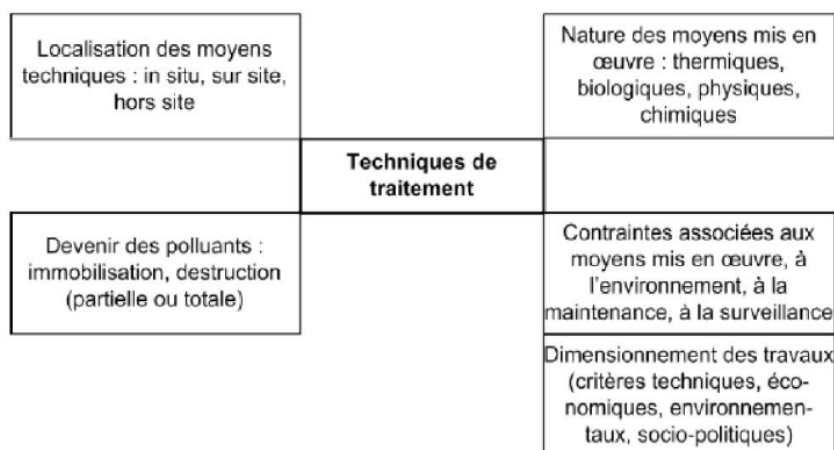 Localisation des moyens
techniques : in situ, sur site,
hors site
Nature des moyens mis en
œuvre : thermiques,
biologiques, physiques,
chimiques
Techniques de
traitement
Devenir des polluants :
immobilisation, destruction
(partielle ou totale)
Contraintes associées aux
moyens mis en œuvre, à
l'environnement, à la
maintenance, à la surveillance
Dimensionnement des travaux
(critères techniques, éco-
nomiques, environnemen-
taux, socio-politiques)